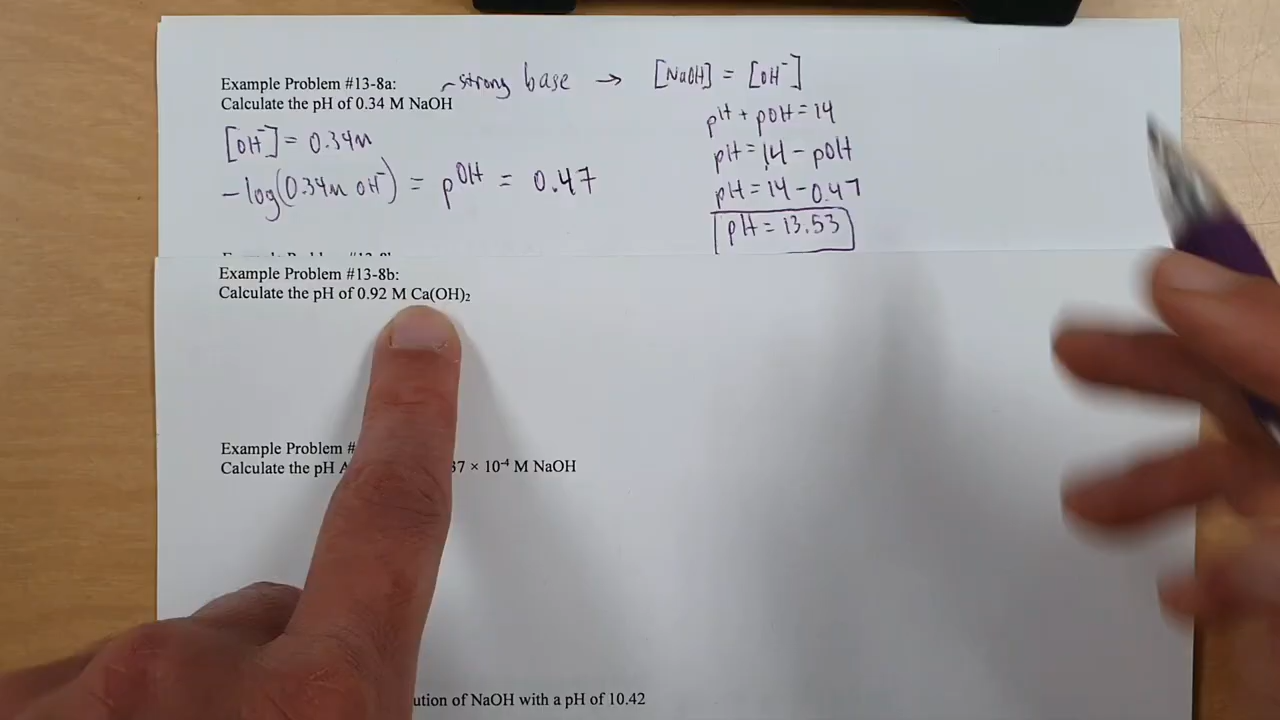 Example Problem #13-8a: ~strong base → [NaOH] = [OH⁻]
Calculate the pH of 0.34 M NaOH
pH + pOH = 14
[OH⁻] = 0.34M
pH = 14 - pOH
-log(0.34M OH⁻) = pOH = 0.47
pH = 14 - 0.47
pH = 13.53
Example Problem #13-8b:
Calculate the pH of 0.92 M Ca(OH)₂
Example Problem #
Calculate the pH 37 × 10⁻⁴ M NaOH
ution of NaOH with a pH of 10.42